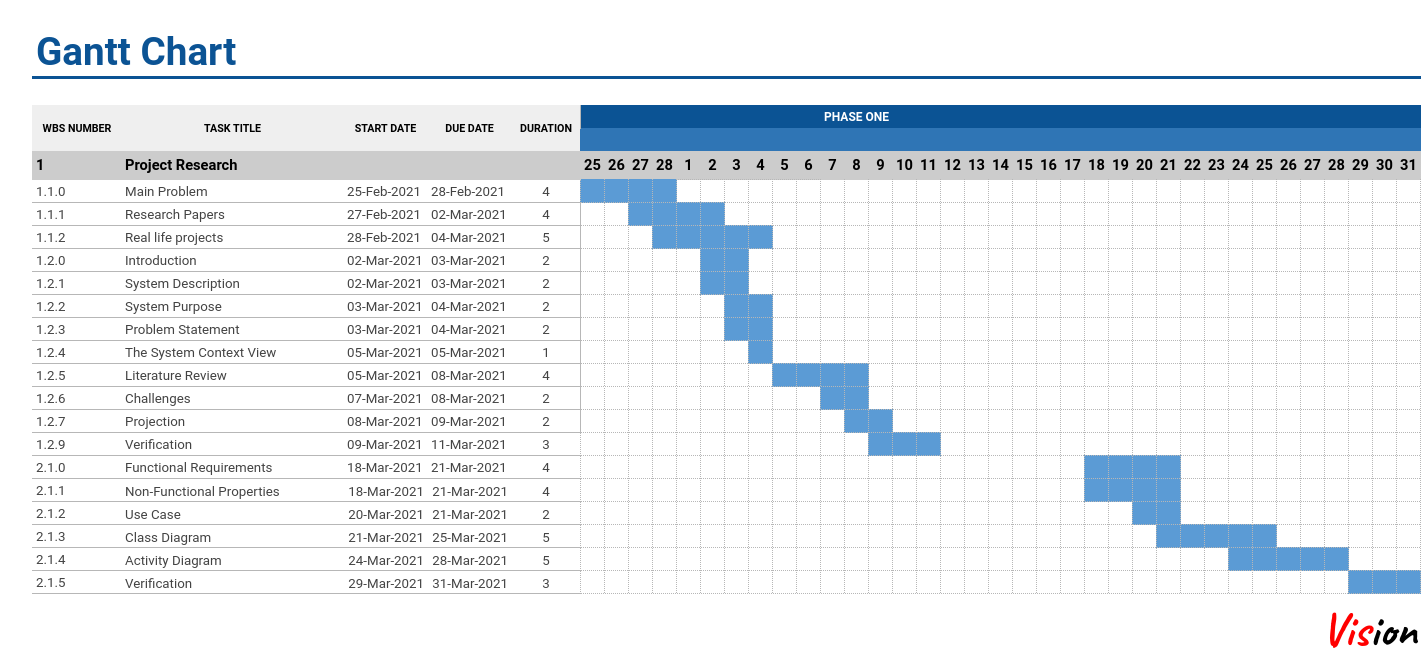 Gantt Chart
WBS NUMBER TASK TITLE START DATE DUE DATE DURATION PHASE ONE
1 Project Research 25 26 27 28 1 2 3 4 5 6 7 8 9 10 11 12 13 14 15 16 17 18 19 20 21 22 23 24 25 26 27 28 29 30 31
1.1.0 Main Problem 25-Feb-2021 28-Feb-2021 4
1.1.1 Research Papers 27-Feb-2021 02-Mar-2021 4
1.1.2 Real life projects 28-Feb-2021 04-Mar-2021 5
1.2.0 Introduction 02-Mar-2021 03-Mar-2021 2
1.2.1 System Description 02-Mar-2021 03-Mar-2021 2
1.2.2 System Purpose 03-Mar-2021 04-Mar-2021 2
1.2.3 Problem Statement 03-Mar-2021 04-Mar-2021 2
1.2.4 The System Context View 05-Mar-2021 05-Mar-2021 1
1.2.5 Literature Review 05-Mar-2021 08-Mar-2021 4
1.2.6 Challenges 07-Mar-2021 08-Mar-2021 2
1.2.7 Projection 08-Mar-2021 09-Mar-2021 2
1.2.9 Verification 09-Mar-2021 11-Mar-2021 3
2.1.0 Functional Requirements 18-Mar-2021 21-Mar-2021 4
2.1.1 Non-Functional Properties 18-Mar-2021 21-Mar-2021 4
2.1.2 Use Case 20-Mar-2021 21-Mar-2021 2
2.1.3 Class Diagram 21-Mar-2021 25-Mar-2021 5
2.1.4 Activity Diagram 24-Mar-2021 28-Mar-2021 5
2.1.5 Verification 29-Mar-2021 31-Mar-2021 3
Vision